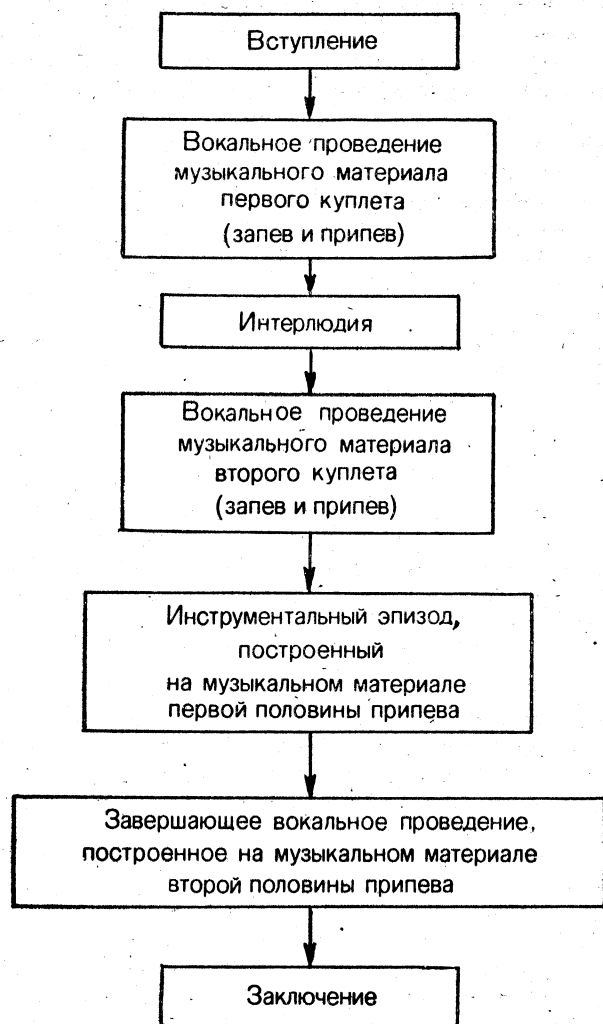 Вступление
Вокальное проведение
музыкального материала
первого куплета
(запев и припев)
Интерлюдия
Вокальное проведение
музыкального материала
второго куплета
(запев и припев)
Инструментальный эпизод,
построенный
на музыкальном материале
первой половины припева
Завершающее вокальное проведение,
построенное на музыкальном материале
второй половины припева
Заключение